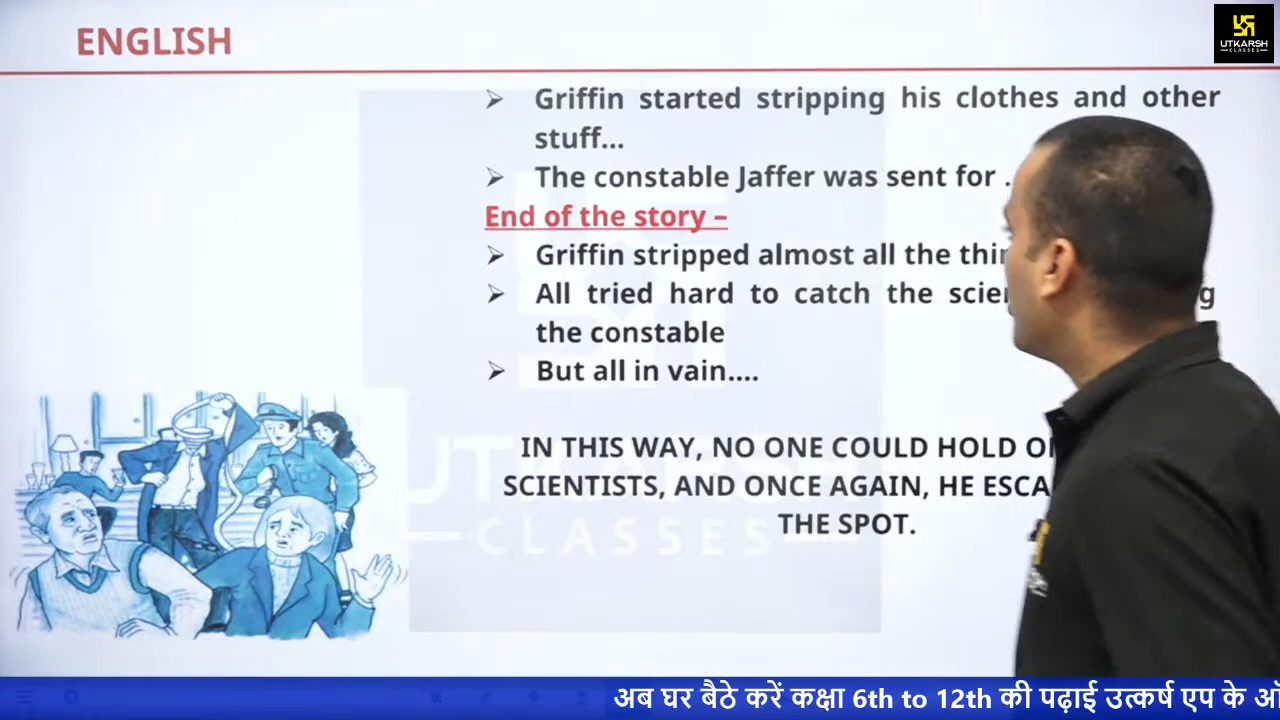 ENGLISH
UTKARSH
CLASSES
➢ Griffin started stripping his clothes and other
stuff...
➢ The constable Jaffer was sent for .
End of the story –
➢ Griffin stripped almost all the
➢ All tried hard to catch the
the constable
➢ But all in vain....
IN THIS WAY, NO ONE COULD HOLD
SCIENTISTS, AND ONCE AGAIN, HE
THE SPOT.
UTKARSH
CLASSES
अब घर बैठे करें कक्षा 6th to 12th की पढ़ाई उत्कर्ष एप के